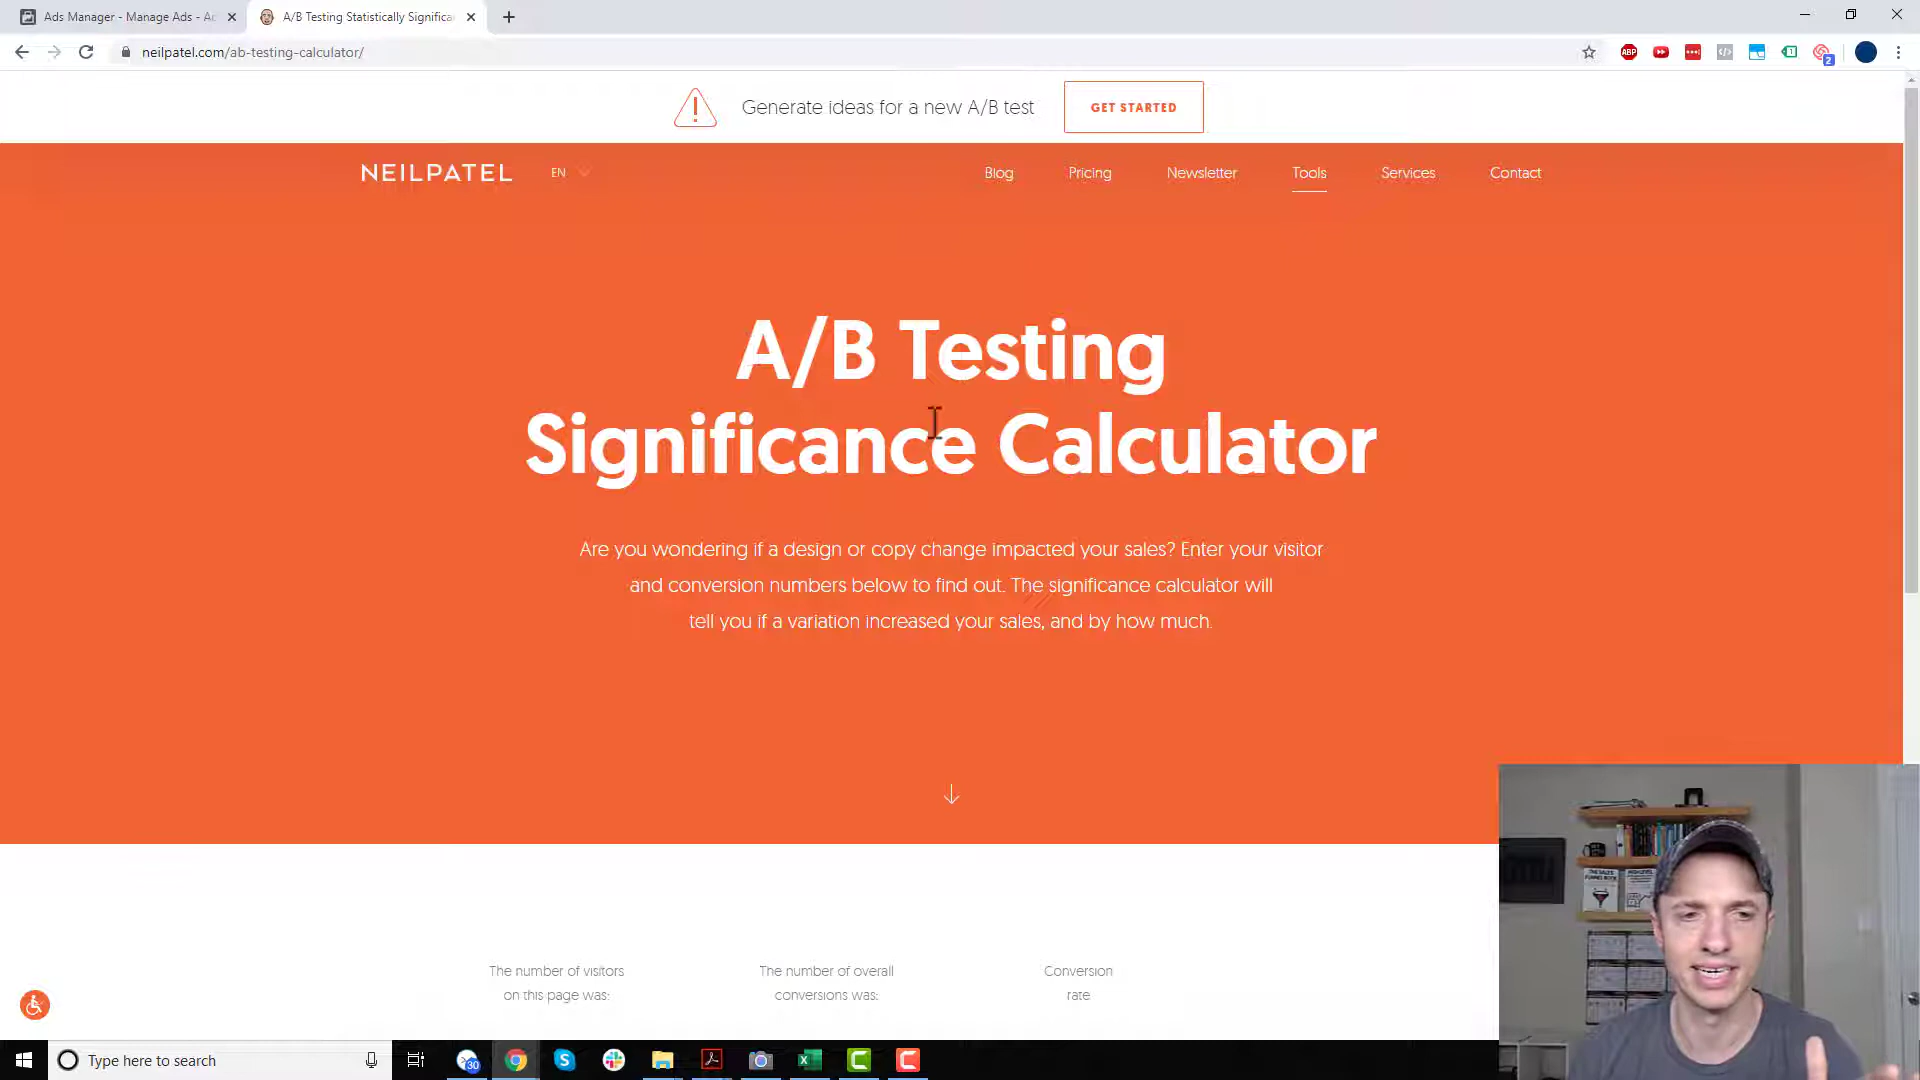 Ads Manager - Manage Ads - Ac
A/B Testing Statistically Significa
neilpatel.com/ab-testing-calculator/
ABP
1
2
Generate ideas for a new A/B test
GET STARTED
NEILPATEL
EN
Blog
Pricing
Newsletter
Tools
Services
Contact
A/B Testing
Significance Calculator
Are you wondering if a design or copy change impacted your sales? Enter your visitor
and conversion numbers below to find out. The significance calculator will
tell you if a variation increased your sales, and by how much.
The number of visitors
on this page was:
The number of overall
conversions was:
Conversion
rate
Type here to search
30